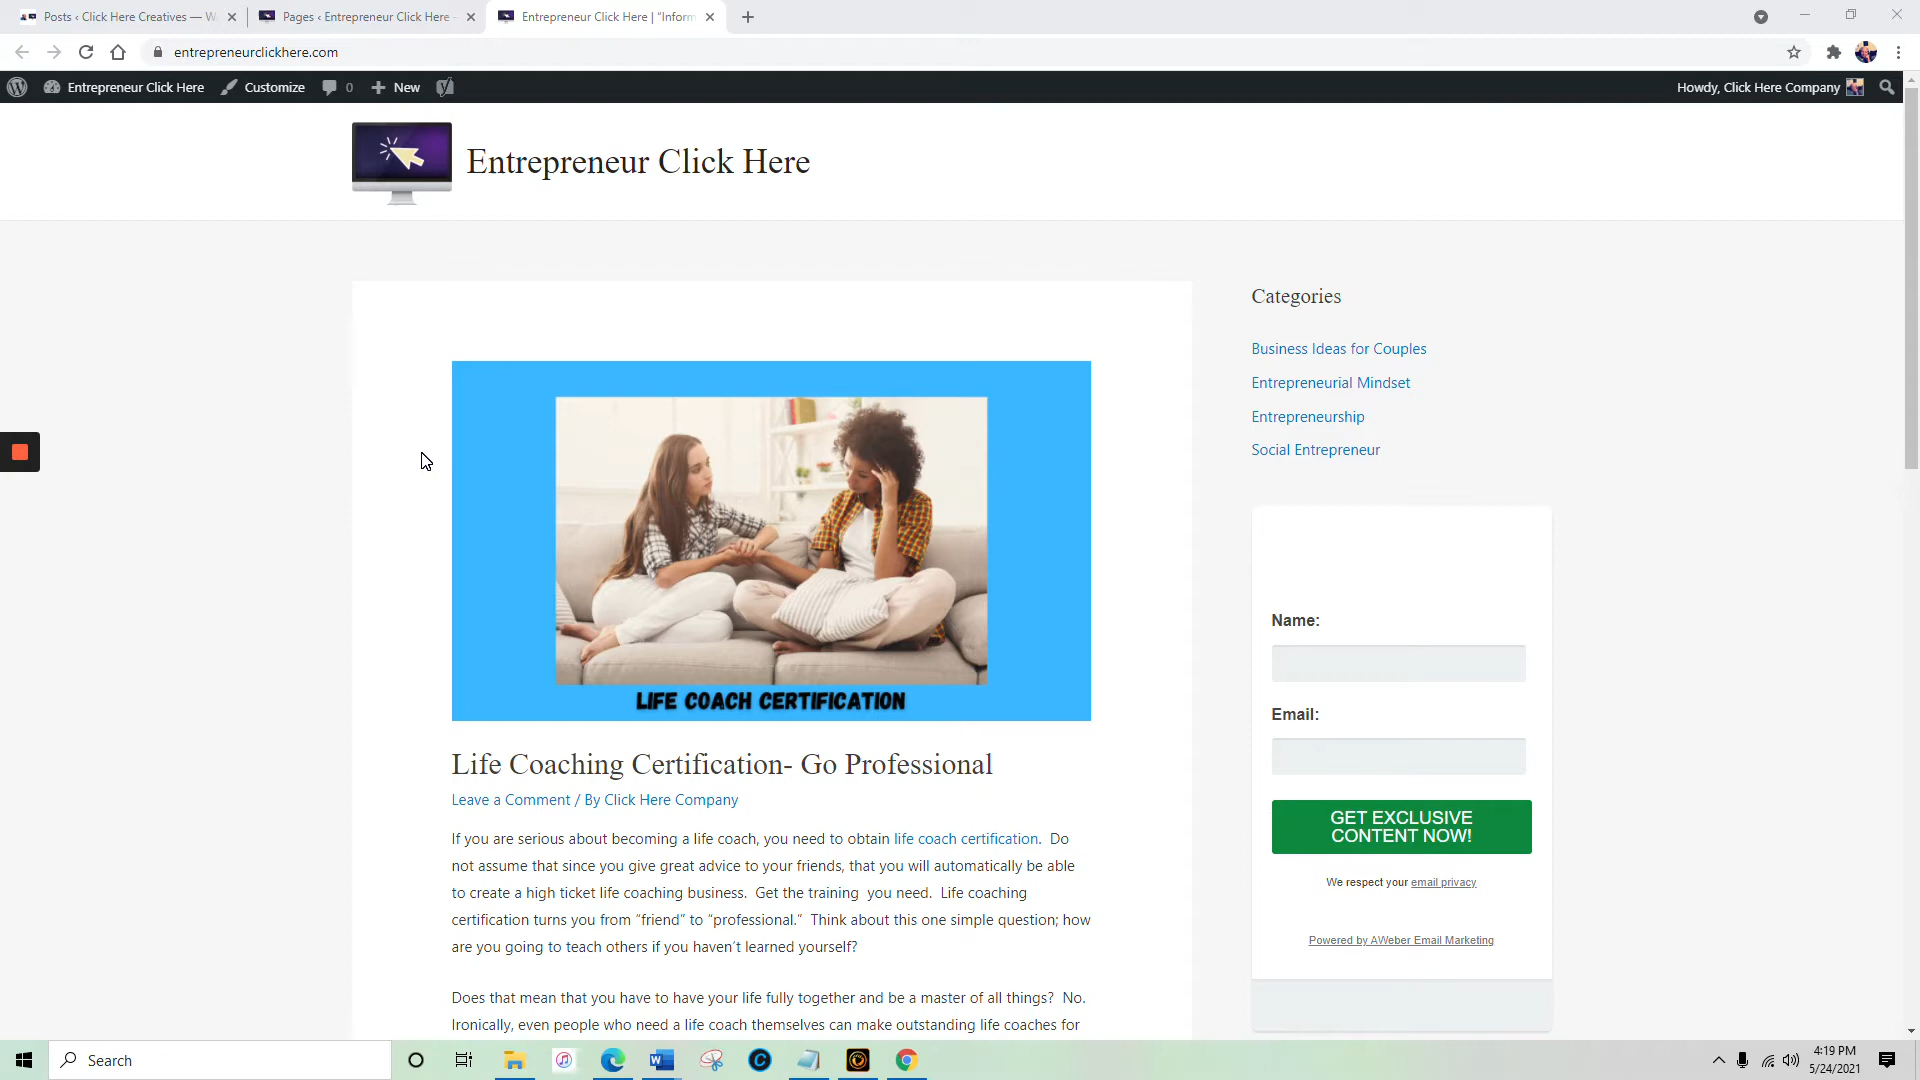 Posts ‹ Click Here Creatives — W
Pages ‹ Entrepreneur Click Here
Entrepreneur Click Here | "Inform
entrepreneurclickhere.com
Entrepreneur Click Here
Customize
0
New
Howdy, Click Here Company
Entrepreneur Click Here
Categories
Business Ideas for Couples
Entrepreneurial Mindset
Entrepreneurship
Social Entrepreneur
LIFE COACH CERTIFICATION
Name:
Email:
GET EXCLUSIVE
CONTENT NOW!
We respect your email privacy
Powered by AWeber Email Marketing
Life Coaching Certification- Go Professional
Leave a Comment / By Click Here Company
If you are serious about becoming a life coach, you need to obtain life coach certification.  Do
not assume that since you give great advice to your friends, that you will automatically be able
to create a high ticket life coaching business.  Get the training  you need.  Life coaching
certification turns you from “friend” to “professional.”  Think about this one simple question; how
are you going to teach others if you haven’t learned yourself?
Does that mean that you have to have your life fully together and be a master of all things?  No.
Ironically, even people who need a life coach themselves can make outstanding life coaches for
Search
4:19 PM
5/24/2021